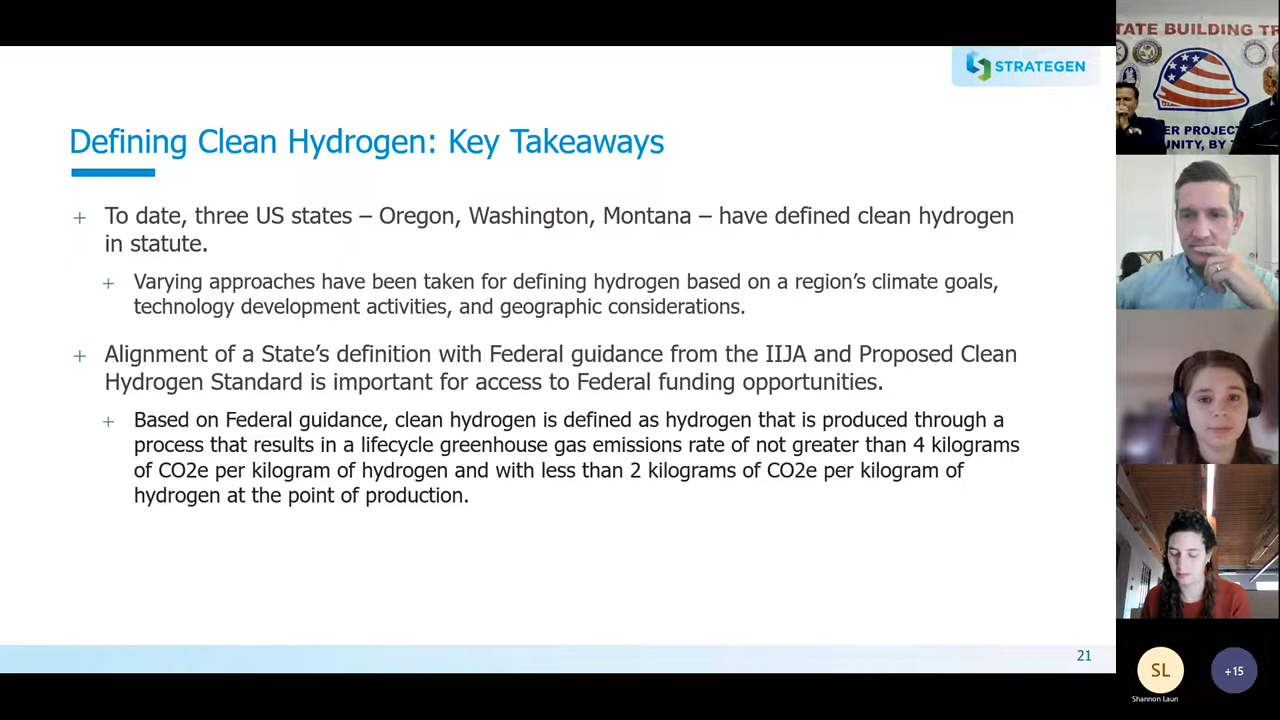 STRATEGEN
Defining Clean Hydrogen: Key Takeaways
+ To date, three US states – Oregon, Washington, Montana – have defined clean hydrogen
in statute.
+ Varying approaches have been taken for defining hydrogen based on a region’s climate goals,
technology development activities, and geographic considerations.
+ Alignment of a State’s definition with Federal guidance from the IIJA and Proposed Clean
Hydrogen Standard is important for access to Federal funding opportunities.
+ Based on Federal guidance, clean hydrogen is defined as hydrogen that is produced through a
process that results in a lifecycle greenhouse gas emissions rate of not greater than 4 kilograms
of CO2e per kilogram of hydrogen and with less than 2 kilograms of CO2e per kilogram of
hydrogen at the point of production.
21
TATE BUILDING TR
ER PROJECT
UNITY, BY
SL
+15
Shannon Laun